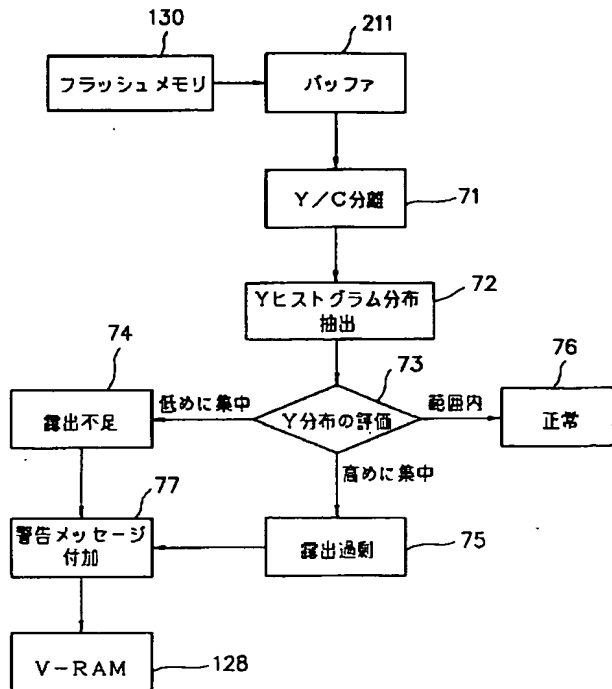 130
211
フラッシュメモリ
バッファ
Y/C分離
71
Yヒストグラム分布
抽出
72
74
73
76
低めに集中
範囲内
露出不足
Y分布の評価
正常
高めに集中
77
警告メッセージ
付加
露出過剰
75
V-RAM
128